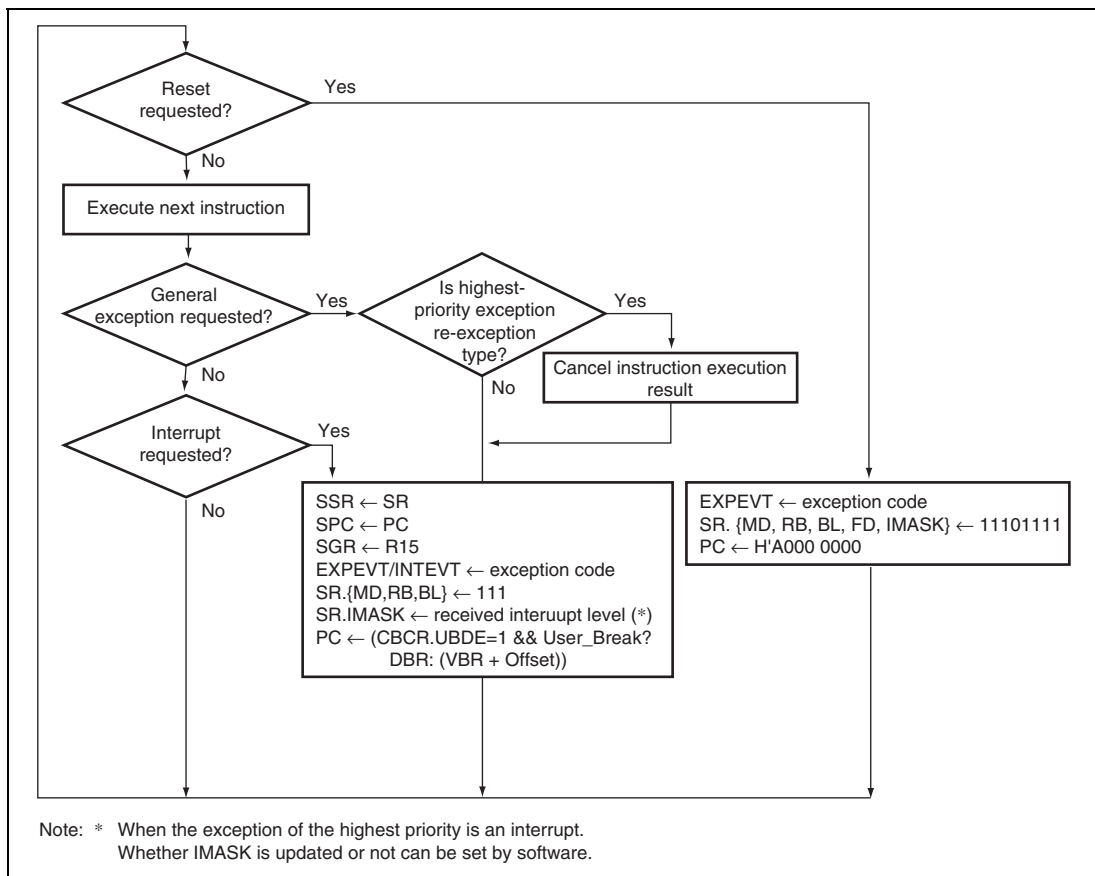 Reset
requested?
Yes
No
Execute next instruction
General
exception requested?
Yes
Is highest-
priority exception
re-exception
type?
Yes
No
Cancel instruction execution
result
No
Interrupt
requested?
Yes
No
SSR ← SR
SPC ← PC
SGR ← R15
EXPEVT/INTEVT ← exception code
SR.{MD,RB,BL} ← 111
SR.IMASK ← received interuupt level (*)
PC ← (CBCR.UBDE=1 && User_Break?
DBR: (VBR + Offset))
EXPEVT ← exception code
SR. {MD, RB, BL, FD, IMASK} ← 11101111
PC ← H'A000 0000
Note: * When the exception of the highest priority is an interrupt.
Whether IMASK is updated or not can be set by software.